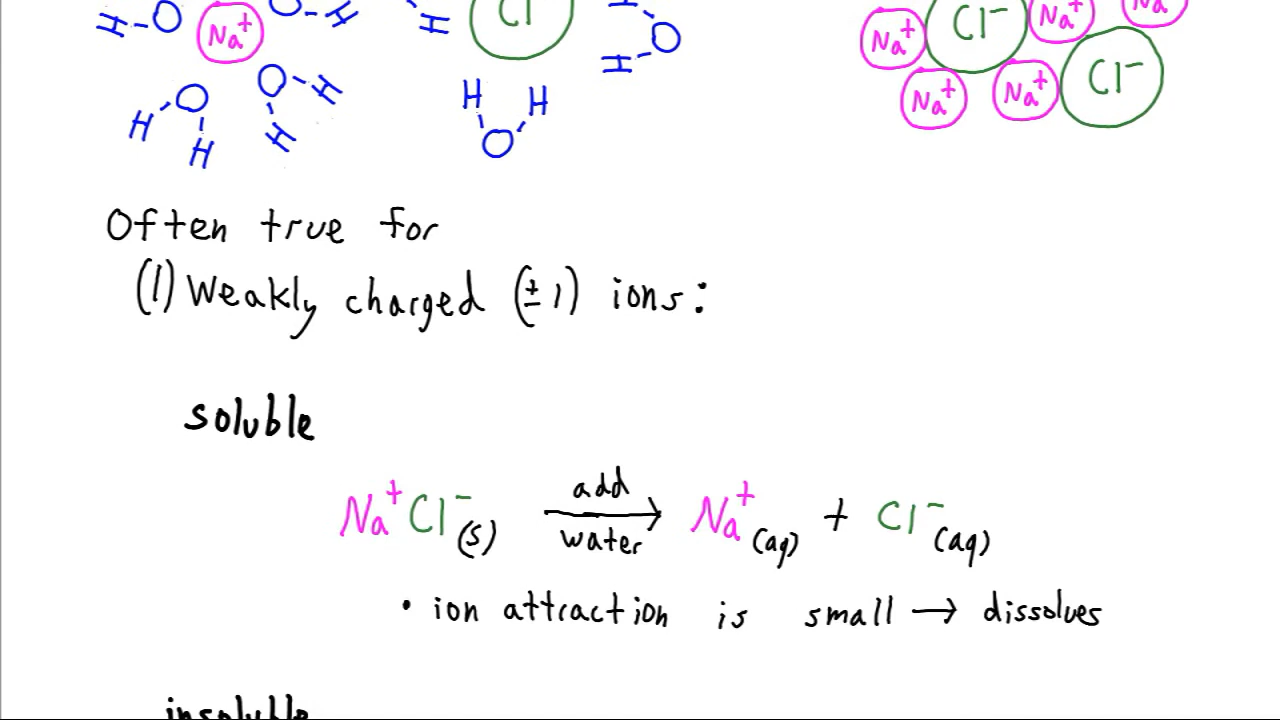 H-O Na⁺ O-H H Cl H O Na⁺ Cl⁻ Na⁺ Na
H O H O H H H O H H Na⁺ Na⁺ Cl⁻
Often true for
(1) Weakly charged (± 1) ions:
soluble
Na⁺Cl⁻(s) add water → Na⁺(aq) + Cl⁻(aq)
• ion attraction is small → dissolves
insoluble